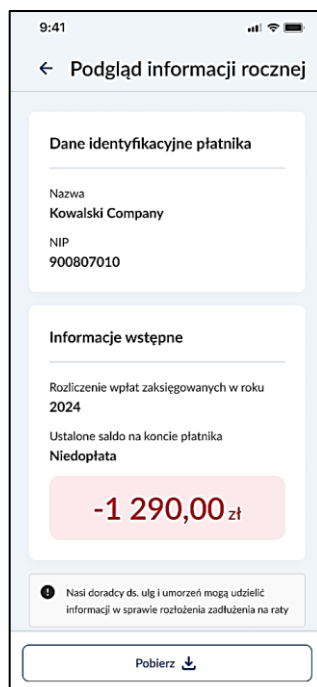 9:41
← Podgląd informacji rocznej
Dane identyfikacyjne płatnika
Nazwa
Kowalski Company
NIP
900807010
Informacje wstępne
Rozliczenie wpłat zaksięgowanych w roku
2024
Ustalone saldo na koncie płatnika
Niedopłata
-1 290,00 zł
Nasi doradcy ds. ulg i umorzeń mogą udzielić
informacji w sprawie rozłożenia zadłużenia na raty
Pobierz